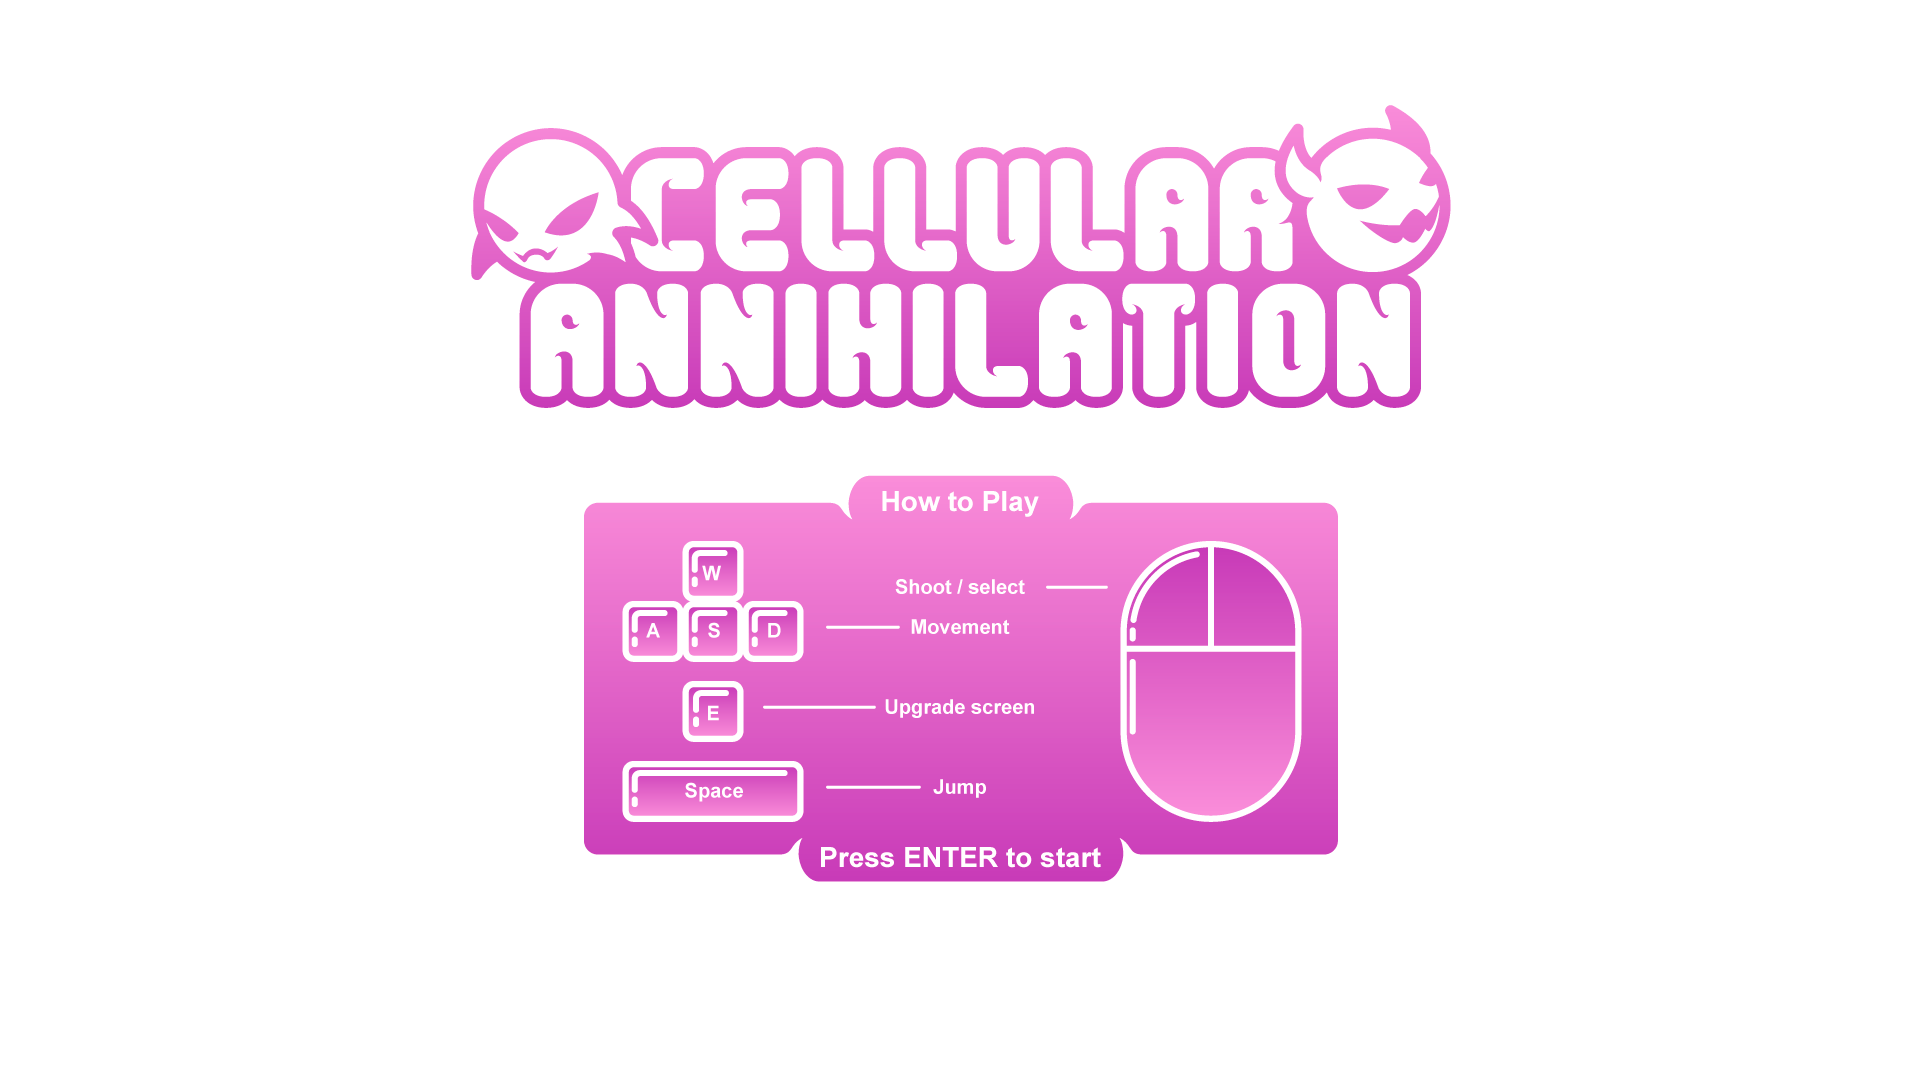 CELLULAR
ANNIHILATION
How to Play
W
Shoot / select
A S D Movement
E Upgrade screen
Space Jump
Press ENTER to start